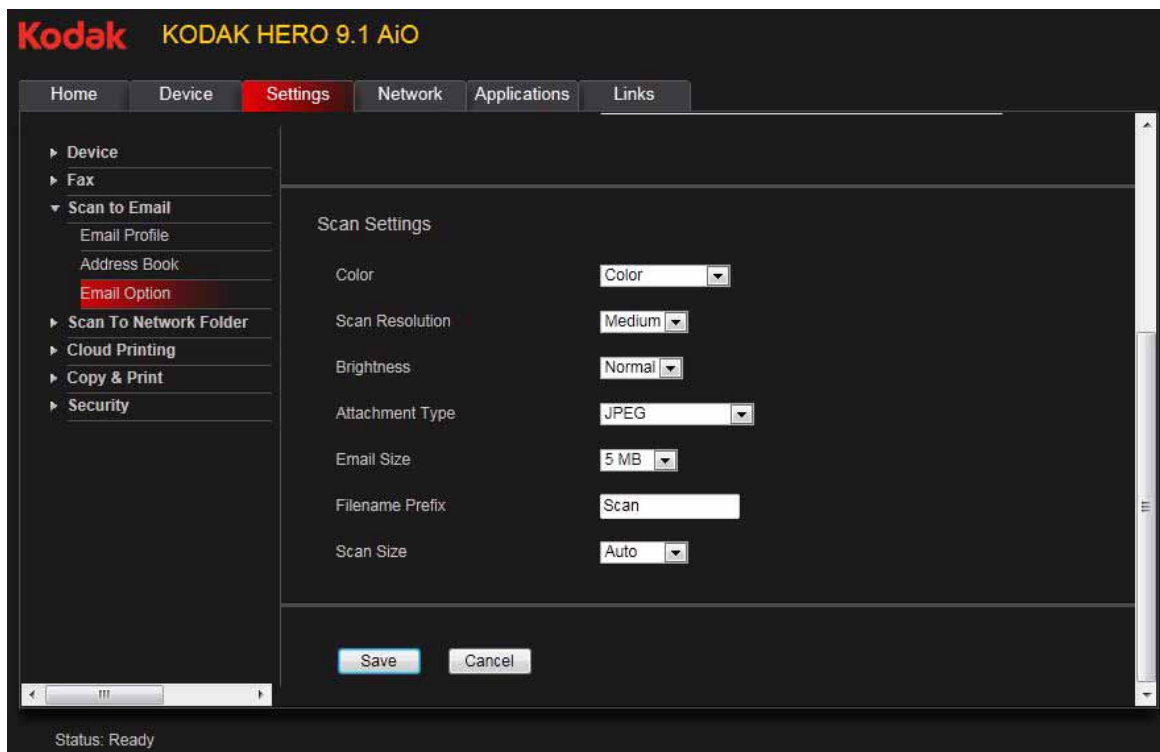 Kodak KODAK HERO 9.1 AiO
Home Device Settings Network Applications Links
Device
Fax
Scan to Email
Email Profile
Address Book
Email Option
Scan To Network Folder
Cloud Printing
Copy & Print
Security
Scan Settings
Color Color
Scan Resolution Medium
Brightness Normal
Attachment Type JPEG
Email Size 5 MB
Filename Prefix Scan
Scan Size Auto
Save Cancel
Status: Ready